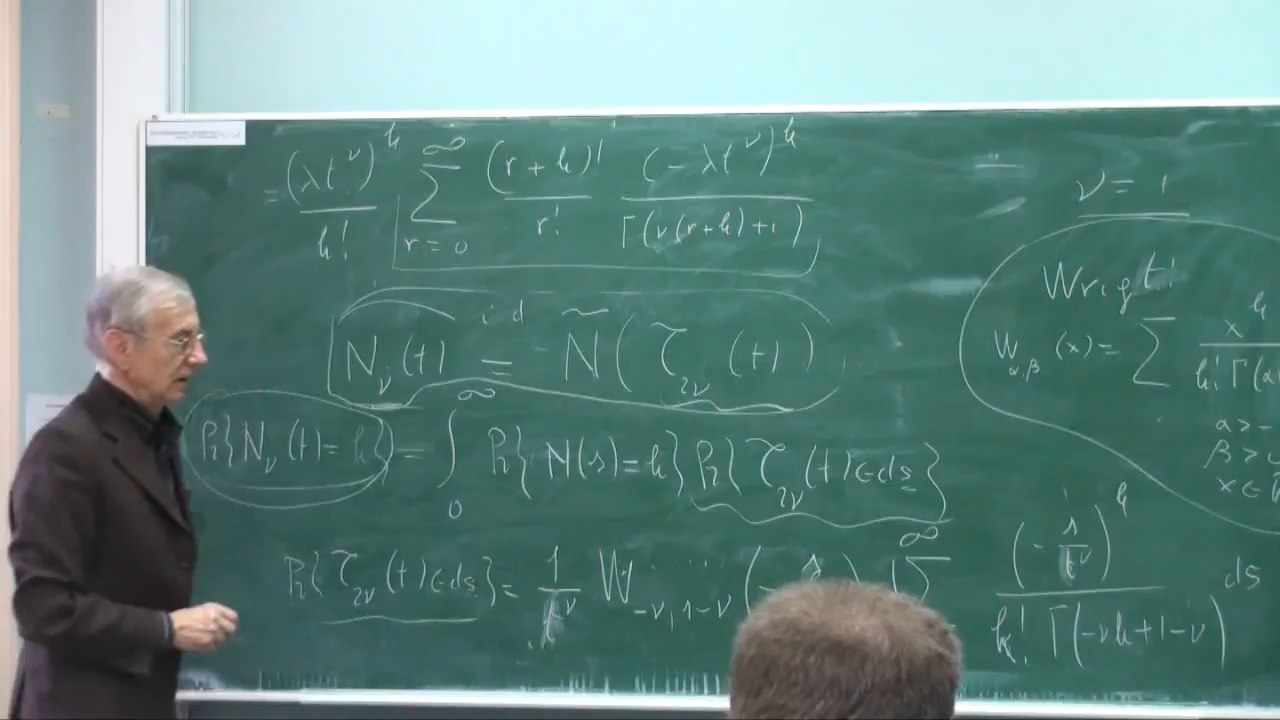 = (λt^ν)^k / k! ∑_{r=0}^{∞} (r+k)! / r! (-λt^ν)^k / Γ(ν(r+k)+1)
ν = 1
N_ν(t) =^{i.d} Ñ(𝒯_{2ν}(t))
Pr{N_ν(t)=k} = ∫_0^∞ Pr{N(s)=k} Pr{𝒯_{2ν}(t)∈ds}
Pr{𝒯_{2ν}(t)∈ds} = 1/t^ν W_{-ν,1-ν}(- s ∑^∞ (-s/t^ν)^k / k! Γ(-νk+1-ν) ds
Wright
W_{α,β}(x) = ∑ x^k / k! Γ(α
α > -
β >
x ∈